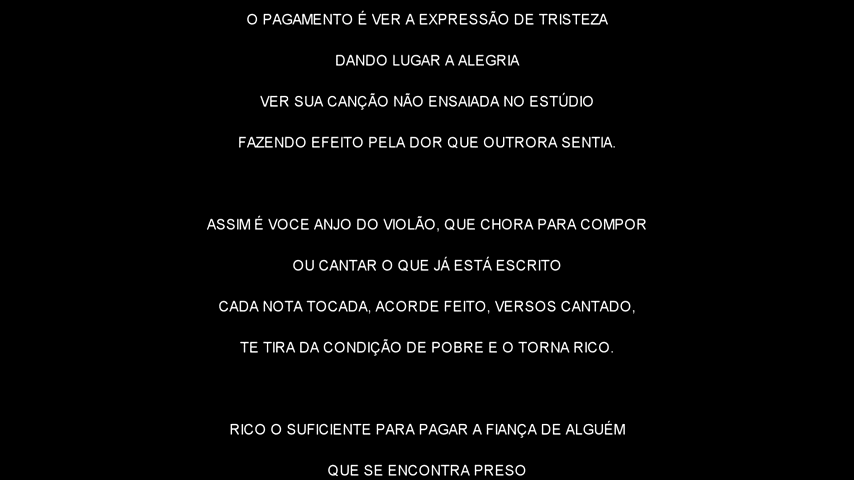 O PAGAMENTO É VER A EXPRESSÃO DE TRISTEZA
DANDO LUGAR A ALEGRIA
VER SUA CANÇÃO NÃO ENSAIADA NO ESTÚDIO
FAZENDO EFEITO PELA DOR QUE OUTRORA SENTIA.
ASSIM É VOCE ANJO DO VIOLÃO, QUE CHORA PARA COMPOR
OU CANTAR O QUE JÁ ESTÁ ESCRITO
CADA NOTA TOCADA, ACORDE FEITO, VERSOS CANTADO,
TE TIRA DA CONDIÇÃO DE POBRE E O TORNA RICO.
RICO O SUFICIENTE PARA PAGAR A FIANÇA DE ALGUÉM
QUE SE ENCONTRA PRESO